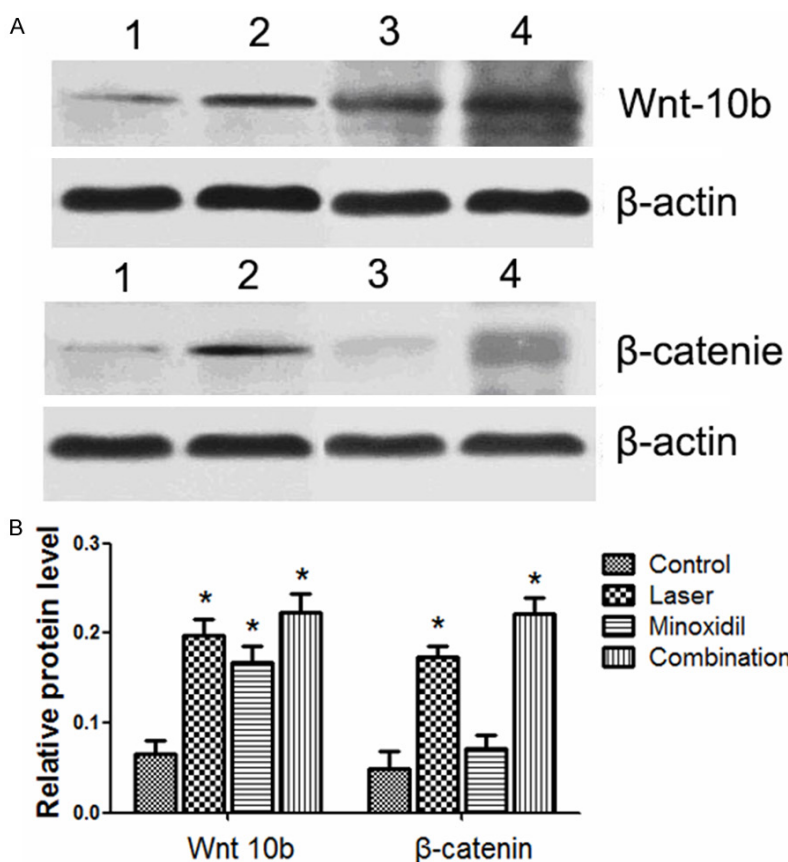 A
1 2 3 4
Wnt-10b
β-actin
1 2 3 4
β-catenie
β-actin
B
Relative protein level
0.3
0.2
0.1
0.0
* * * * *
Wnt 10b β-catenin
Control
Laser
Minoxidil
Combination